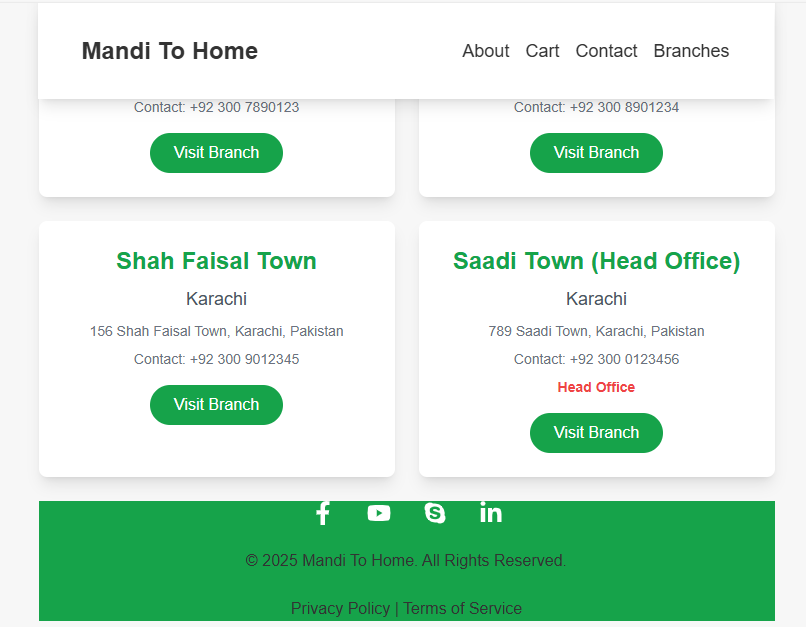 Mandi To Home
About Cart Contact Branches
Contact: +92 300 7890123
Visit Branch
Contact: +92 300 8901234
Visit Branch
Shah Faisal Town
Karachi
156 Shah Faisal Town, Karachi, Pakistan
Contact: +92 300 9012345
Visit Branch
Saadi Town (Head Office)
Karachi
789 Saadi Town, Karachi, Pakistan
Contact: +92 300 0123456
Head Office
Visit Branch
© 2025 Mandi To Home. All Rights Reserved.
Privacy Policy | Terms of Service